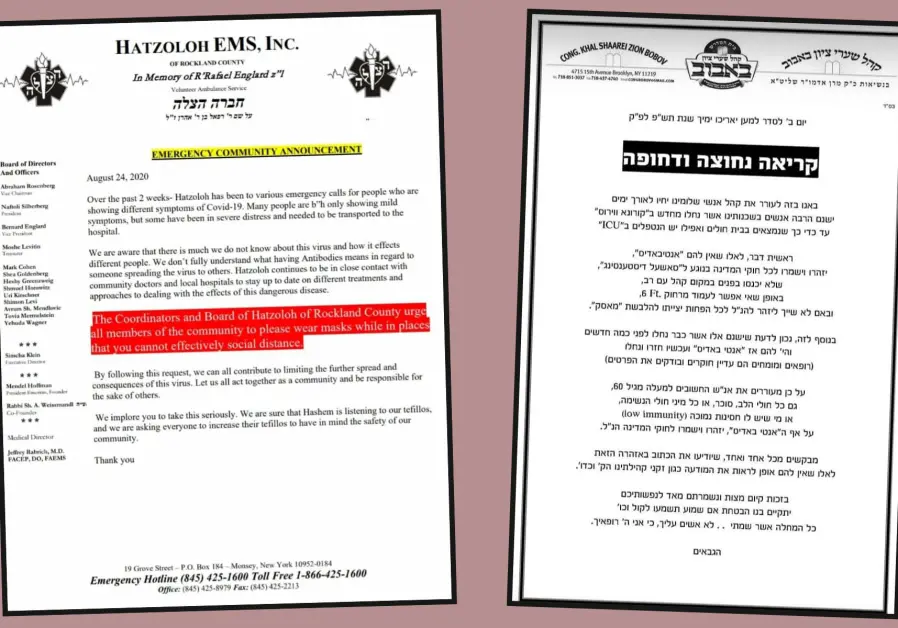 HATZOLOH EMS, INC.
OF ROCKLAND COUNTY
In Memory of R'Rafael Englard z"l
Volunteer Ambulance Service
חברה הצלה
על שם ר' רפאל בן ר' אהרן ז"ל
EMERGENCY COMMUNITY ANNOUNCEMENT
Board of Directors
And Officers
Abraham Rosenberg
Vice Chairman
Naftoli Silberberg
President
Bernard England
Vice President
Moshe Levitis
Treasurer
Mark Cohen
Shea Goldenberg
Heshy Greenzweig
Shmuel Horowitz
Uri Kirschner
Shimon Levi
Avrem Sh. Mendlovic
Tovia Mermelstein
Yehuda Wagner
* * *
Simcha Klein
Executive Director
* * *
Mendel Hoffman
President Emeritus, Founder
Rabbi Sh. A. Weissmandl
Co-Founder
* * *
Medical Director
Jeffrey Rabrich, M.D.
FACEP, DO, FAEMS
August 24, 2020
Over the past 2 weeks- Hatzoloh has been to various emergency calls for people who are
showing different symptoms of Covid-19. Many people are b"h only showing mild
symptoms, but some have been in severe distress and needed to be transported to the
hospital.
We are aware that there is much we do not know about this virus and how it effects
different people. We don't fully understand what having Antibodies means in regard to
someone spreading the virus to others. Hatzoloh continues to be in close contact with
community doctors and local hospitals to stay up to date on different treatments and
approaches to dealing with the effects of this dangerous disease.
The Coordinators and Board of Hatzoloh of Rockland County urge
all members of the community to please wear masks while in places
that you cannot effectively social distance.
By following this request, we can all contribute to limiting the further spread and
consequences of this virus. Let us all act together as a community and be responsible for
the sake of others.
We implore you to take this seriously. We are sure that Hashem is listening to our tefillos,
and we are asking everyone to increase their tefillos to have in mind the safety of our
community.
Thank you
19 Grove Street – P.O. Box 184 – Monsey, New York 10952-0184
Emergency Hotline (845) 425-1600 Toll Free 1-866-425-1600
Office: (845) 425-8979 Fax: (845) 425-2213
CONG. KHAL SHAAREI ZION BOBOV
4715 15th Avenue Brooklyn, NY 11219
באבוב
קהל שערי ציון
קהל שערי ציון באבוב
בנשיאות כ"ק מרן אדמו"ר שליט"א
בס"ד
יום ב' לסדר למען יאריכו ימיך שנת תש"פ לפ"ק
קריאה נחוצה ודחופה
באנו בזה לעורר את קהל אנשי שלומינו יחיו לאורך ימים
ישנם הרבה אנשים בשכנותינו אשר נחלו מחדש ב"קורונא ווירוס"
עד כדי כך שנמצאים בבית חולים ואפילו יש הנטפלים ב"ICU"
ראשית דבר, לאלו שאין להם "אנטיבאדיס",
יזהרו וישמרו לכל חוקי המדינה בנוגע ל"סאשעל דיסטענסינג",
שלא יכנסו בפנים במקום קהל עם רב,
באופן שאי אפשר לעמוד מרחוק 6 Ft,
ובאם לא שייך ליזהר להנ"ל לכל הפחות יצייתו להלבשת "מאסק".
בנוסף לזה, נכון לדעת שישנם אלו אשר כבר נחלו לפני כמה חדשים
והי' להם אז "אנטי באדיס" ועכשיו חזרו ונחלו
(רופאים ומומחים הם עדיין חוקרים ובודקים את הפרטים)
על כן מעוררים את אנ"ש החשובים למעלה מגיל 60,
גם כל חולי הלב, סוכר, או כל מיני חולי הנשימה,
או מי שיש לו חסינות נמוכה (low immunity)
על אף ה"אנטי באדיס", יזהרו וישמרו לחוקי המדינה הנ"ל.
מבקשים מכל אחד ואחד, שיודיעו את הכתוב באזהרה הזאת
לאלו שאין להם אופן לראות את המודעה כגון זקני קהילתינו הק' וכדו'.
בזכות קיום מצות ונשמרתם מאד לנפשותיכם
יתקיים בנו הבטחת אם שמוע תשמעו לקול וכו'
כל המחלה אשר שמתי . . לא אשים עליך, כי אני ה' רופאיך.
הגבאים